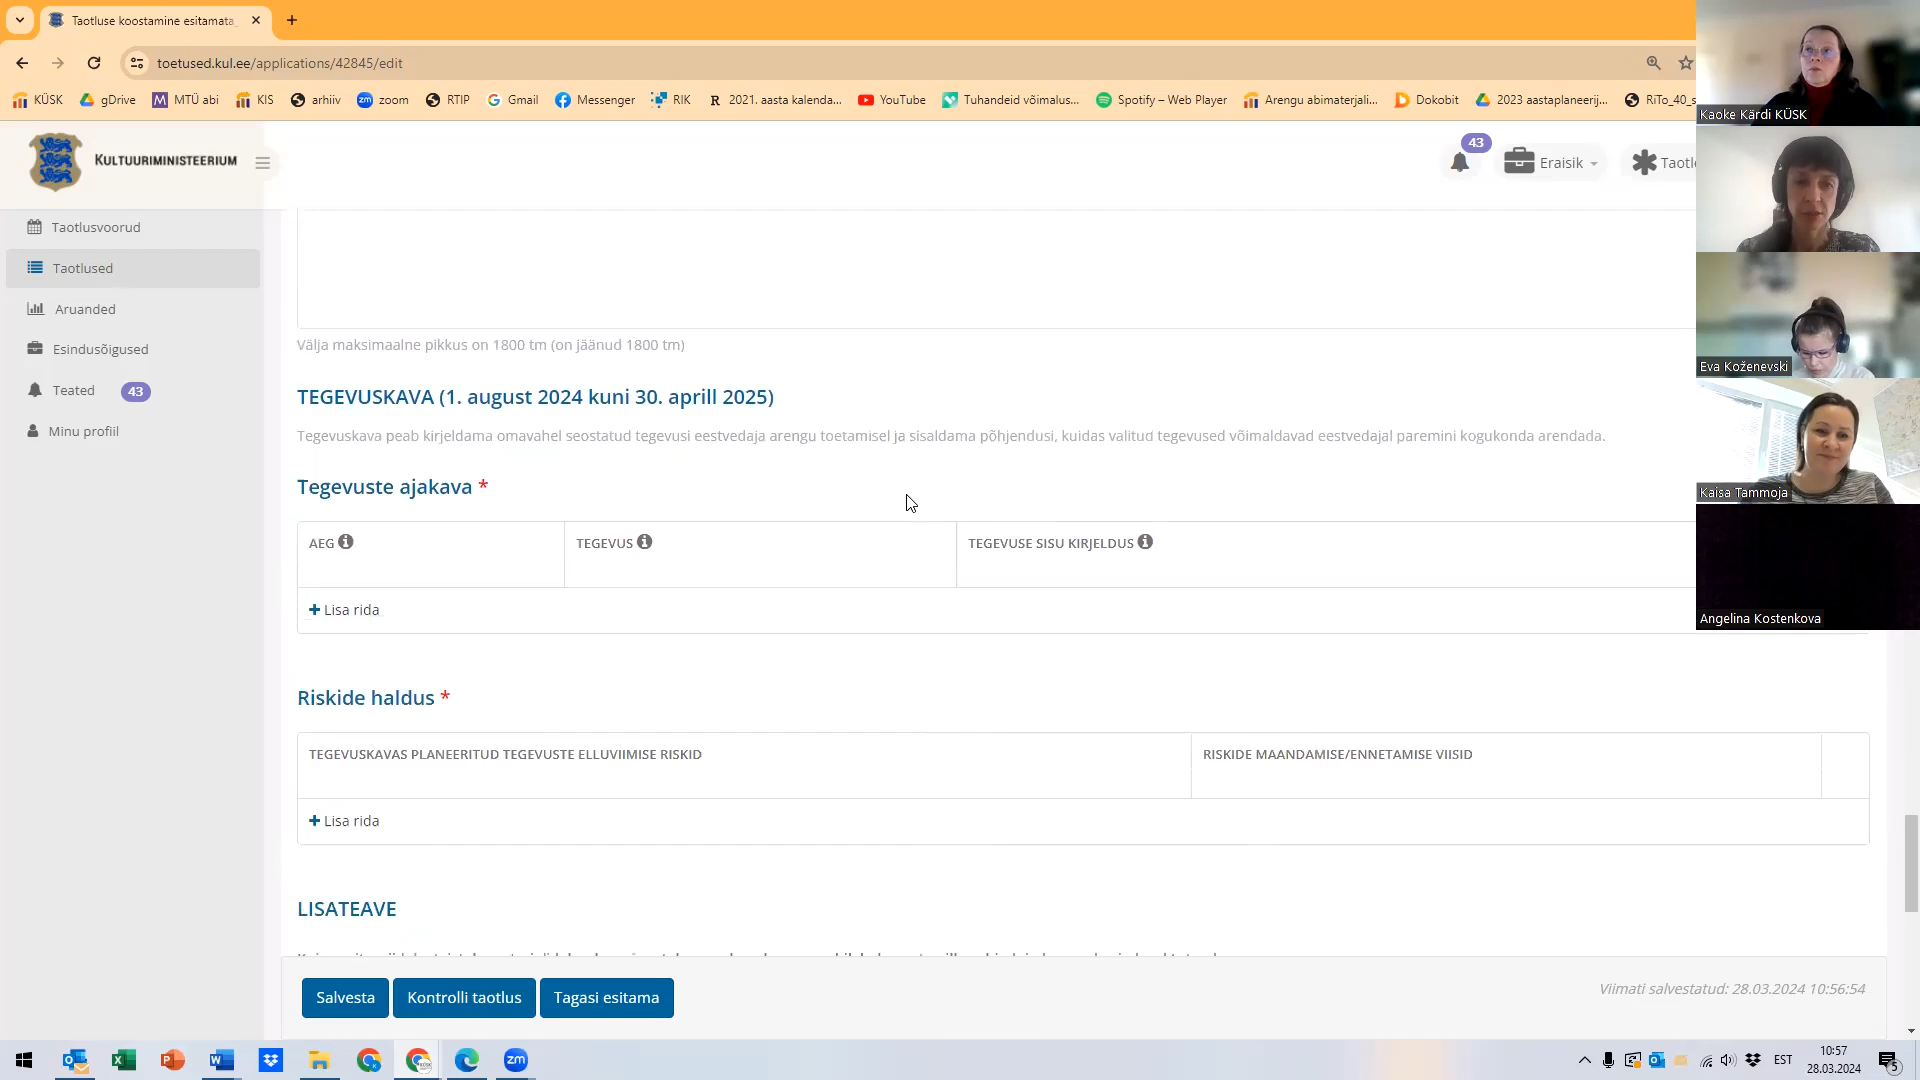 Taotluse koostamine esitamata
toetused.kul.ee/applications/42845/edit
KÜSK
gDrive
MTÜ abi
KIS
arhiiv
zoom
RTIP
Gmail
Messenger
RIK
2021. aasta kalenda...
YouTube
Tuhandeid võimalus...
Spotify – Web Player
Arengu abimaterjali...
Dokobit
2023 aastaplaneerij...
RiTo_40_s
Kaoke Kärdi KÜSK
KULTUURIMINISTEERIUM
43
Eraisik
Taotl
Taotlusvoorud
Taotlused
Aruanded
Esindusõigused
Teated 43
Minu profiil
Välja maksimaalne pikkus on 1800 tm (on jäänud 1800 tm)
Eva Koženevski
TEGEVUSKAVA (1. august 2024 kuni 30. aprill 2025)
Tegevuskava peab kirjeldama omavahel seostatud tegevusi eestvedaja arengu toetamisel ja sisaldama põhjendusi, kuidas valitud tegevused võimaldavad eestvedajal paremini kogukonda arendada.
Tegevuste ajakava *
Kaisa Tammoja
AEG
TEGEVUS
TEGEVUSE SISU KIRJELDUS
Lisa rida
Angelina Kostenkova
Riskide haldus *
TEGEVUSKAVAS PLANEERITUD TEGEVUSTE ELLUVIIMISE RISKID
RISKIDE MAANDAMISE/ENNETAMISE VIISID
Lisa rida
LISATEAVE
Salvesta
Kontrolli taotlus
Tagasi esitama
Viimati salvestatud: 28.03.2024 10:56:54
EST
10:57
28.03.2024
5